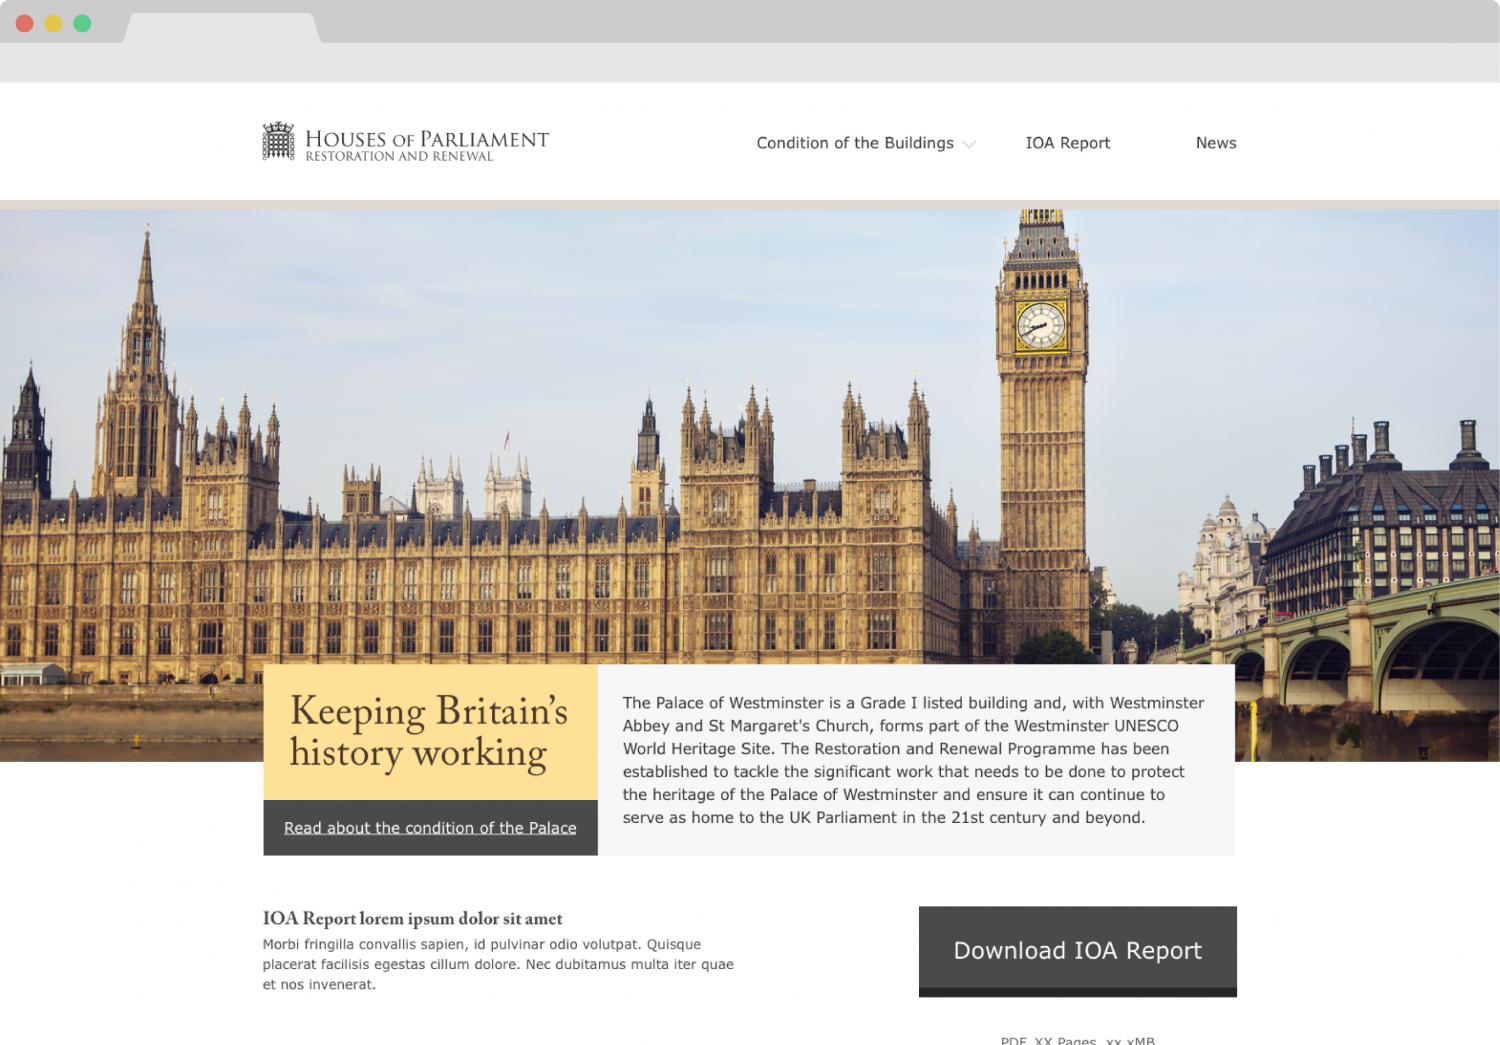 HOUSES OF PARLIAMENT
RESTORATION AND RENEWAL
Condition of the Buildings
IOA Report
News
Keeping Britain's
history working
Read about the condition of the Palace
The Palace of Westminster is a Grade I listed building and, with Westminster
Abbey and St Margaret's Church, forms part of the Westminster UNESCO
World Heritage Site. The Restoration and Renewal Programme has been
established to tackle the significant work that needs to be done to protect
the heritage of the Palace of Westminster and ensure it can continue to
serve as home to the UK Parliament in the 21st century and beyond.
IOA Report lorem ipsum dolor sit amet
Morbi fringilla convallis sapien, id pulvinar odio volutpat. Quisque
placerat facilisis egestas cillum dolore. Nec dubitamus multa iter quae
et nos invenerat.
Download IOA Report
PDF, XX Pages, xx.xMB